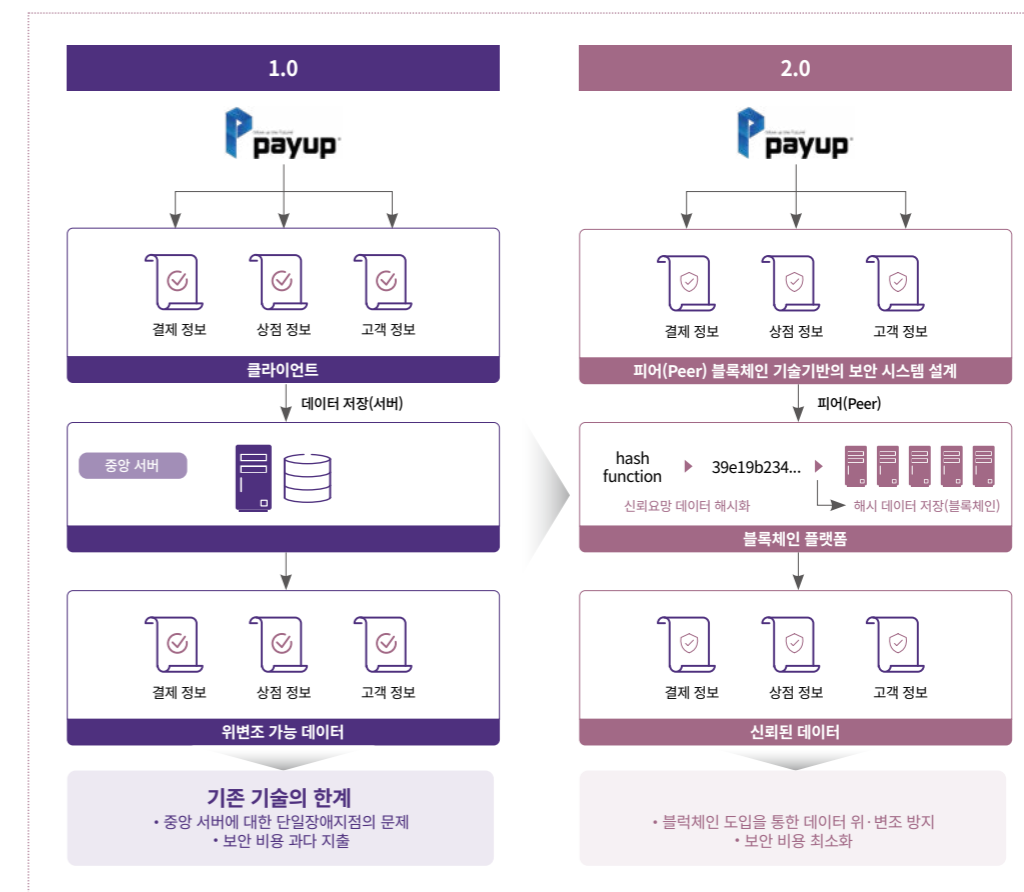 1.0
payup
결제 정보
상점 정보
고객 정보
클라이언트
데이터 저장(서버)
중앙 서버
결제 정보
상점 정보
고객 정보
위변조 가능 데이터
기존 기술의 한계
• 중앙 서버에 대한 단일장애지점의 문제
• 보안 비용 과다 지출
2.0
payup
결제 정보
상점 정보
고객 정보
피어(Peer) 블록체인 기술기반의 보안 시스템 설계
피어(Peer)
hash
function
39e19b234...
신뢰요망 데이터 해시화
해시 데이터 저장(블록체인)
블록체인 플랫폼
결제 정보
상점 정보
고객 정보
신뢰된 데이터
• 블럭체인 도입을 통한 데이터 위·변조 방지
• 보안 비용 최소화